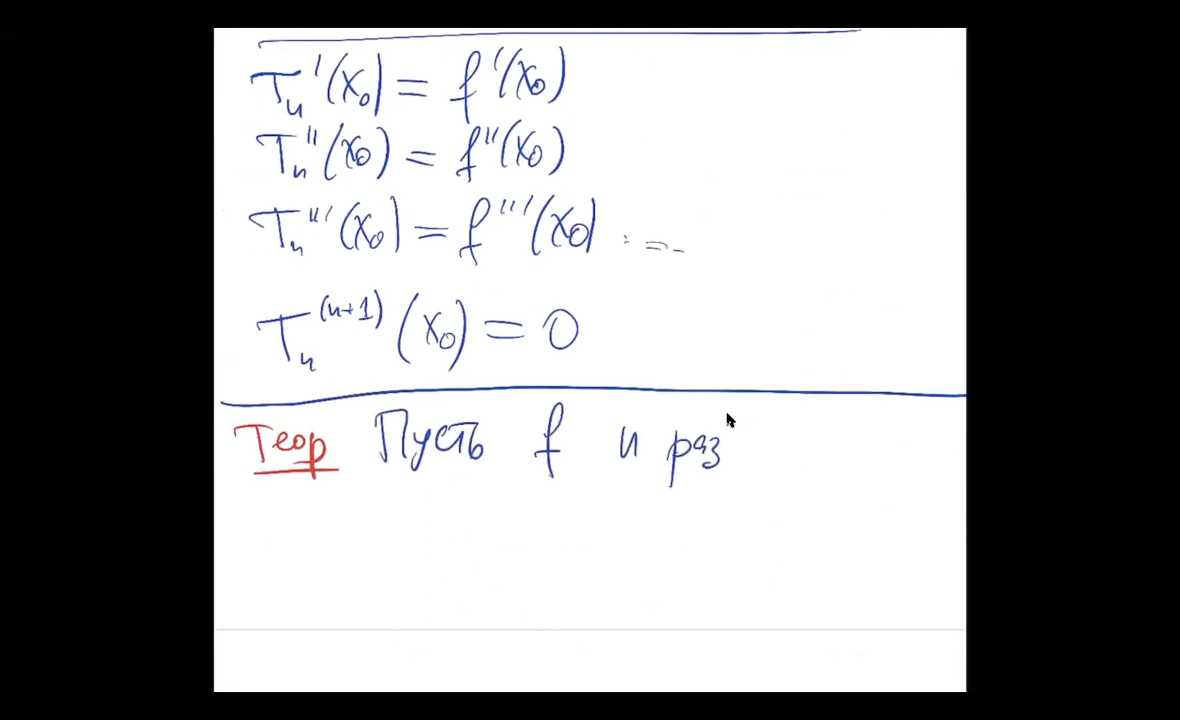 Tₙ'(x₀) = f'(x₀)
Tₙ''(x₀) = f''(x₀)
Tₙ'''(x₀) = f'''(x₀) ...
Tₙ⁽ⁿ⁺¹⁾(x₀) = 0
Теор Пусть f n раз